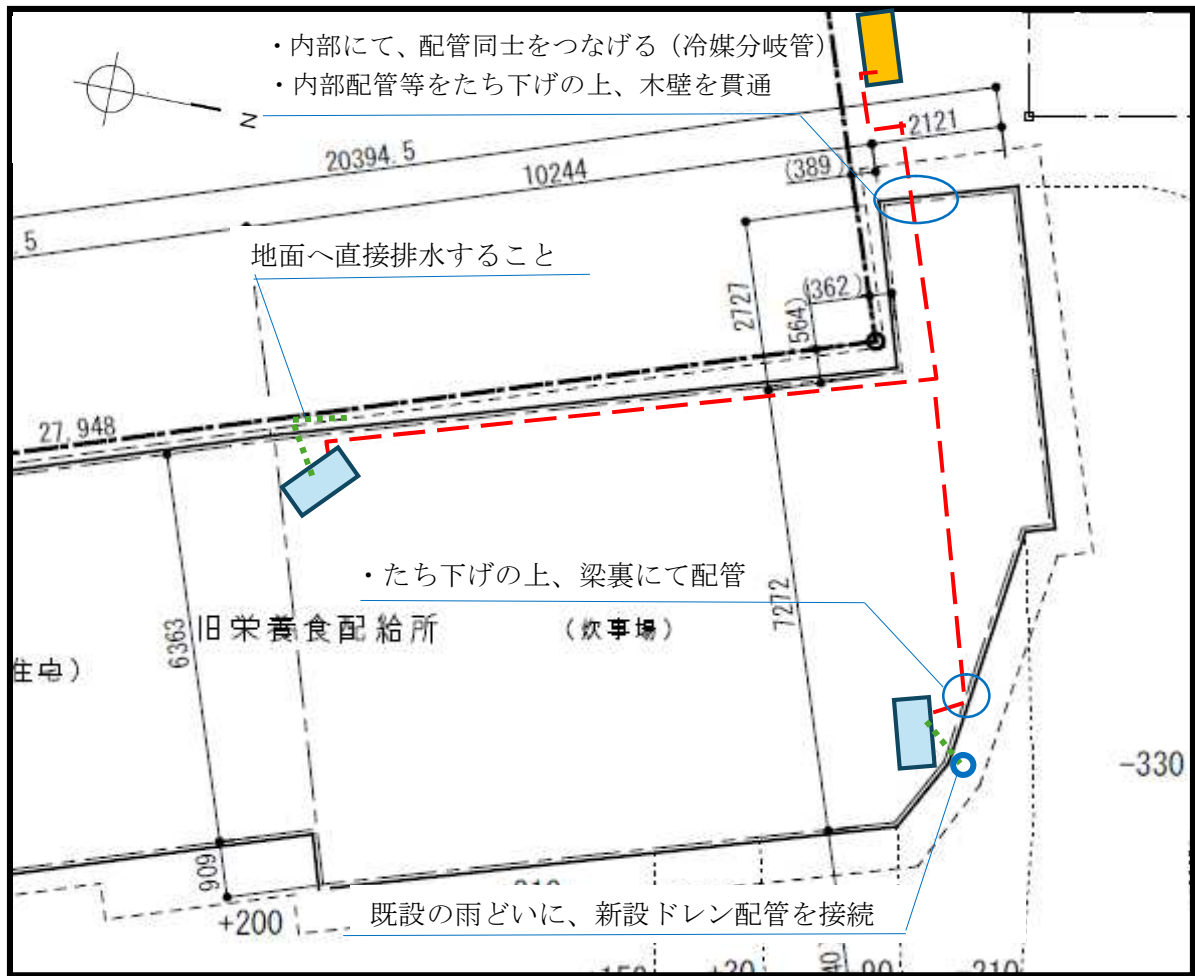 ・内部にて、配管同士をつなげる（冷媒分岐管）
・内部配管等をたち下げの上、木壁を貫通
N
20394.5
10244
2121
(389)
.5
地面へ直接排水すること
2727
564)
(362)
27,948
・たち下げの上、梁裏にて配管
6363
旧栄養食配給所
(炊事場)
7272
住宅)
-330
909
+200
既設の雨どいに、新設ドレン配管を接続